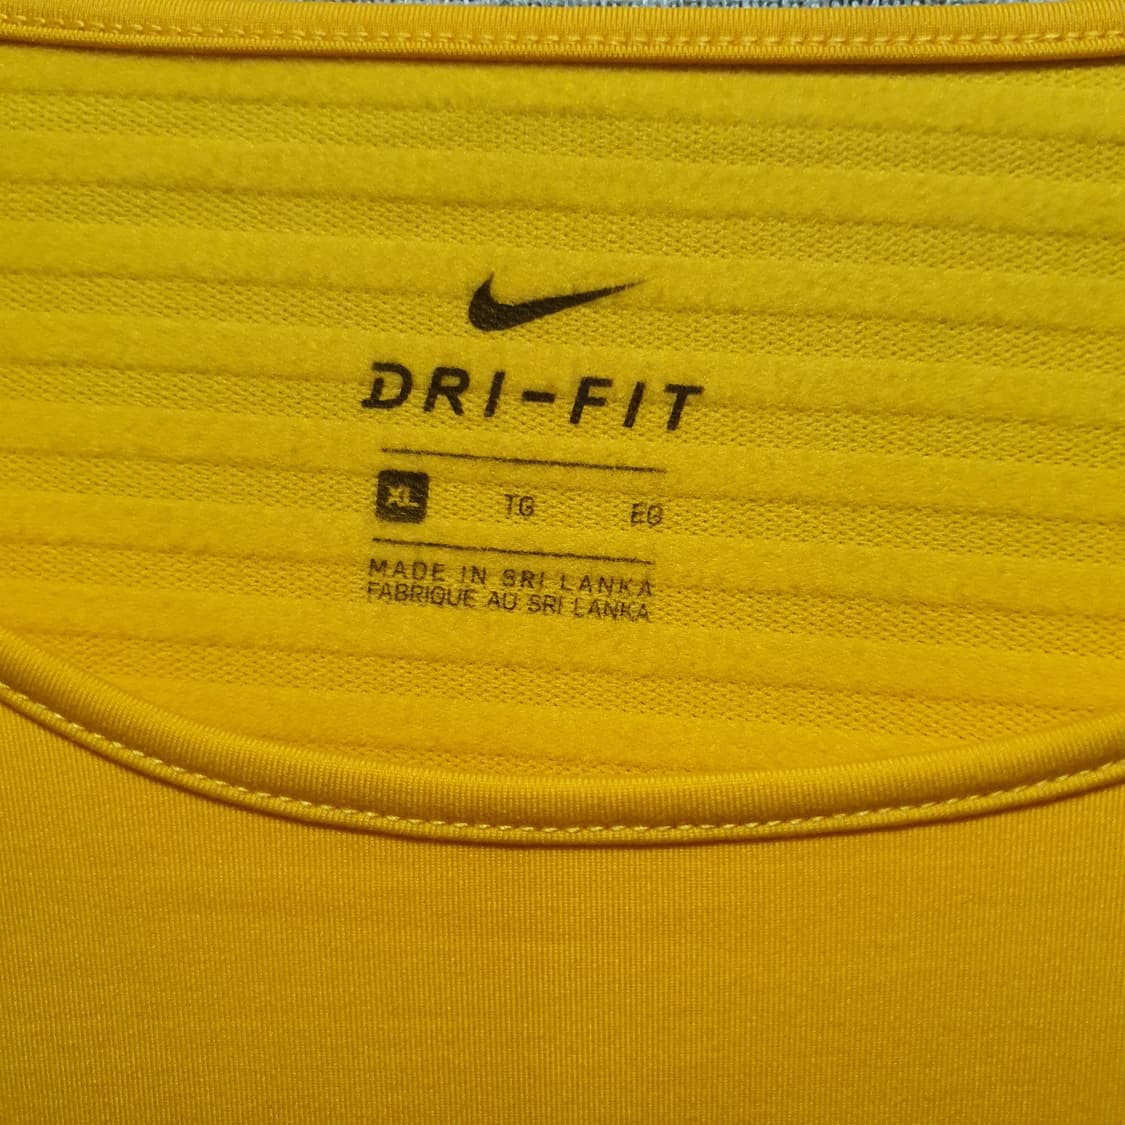 DRI-FIT
XL TG EG
MADE IN SRI LANKA
FABRIQUE AU SRI LANKA